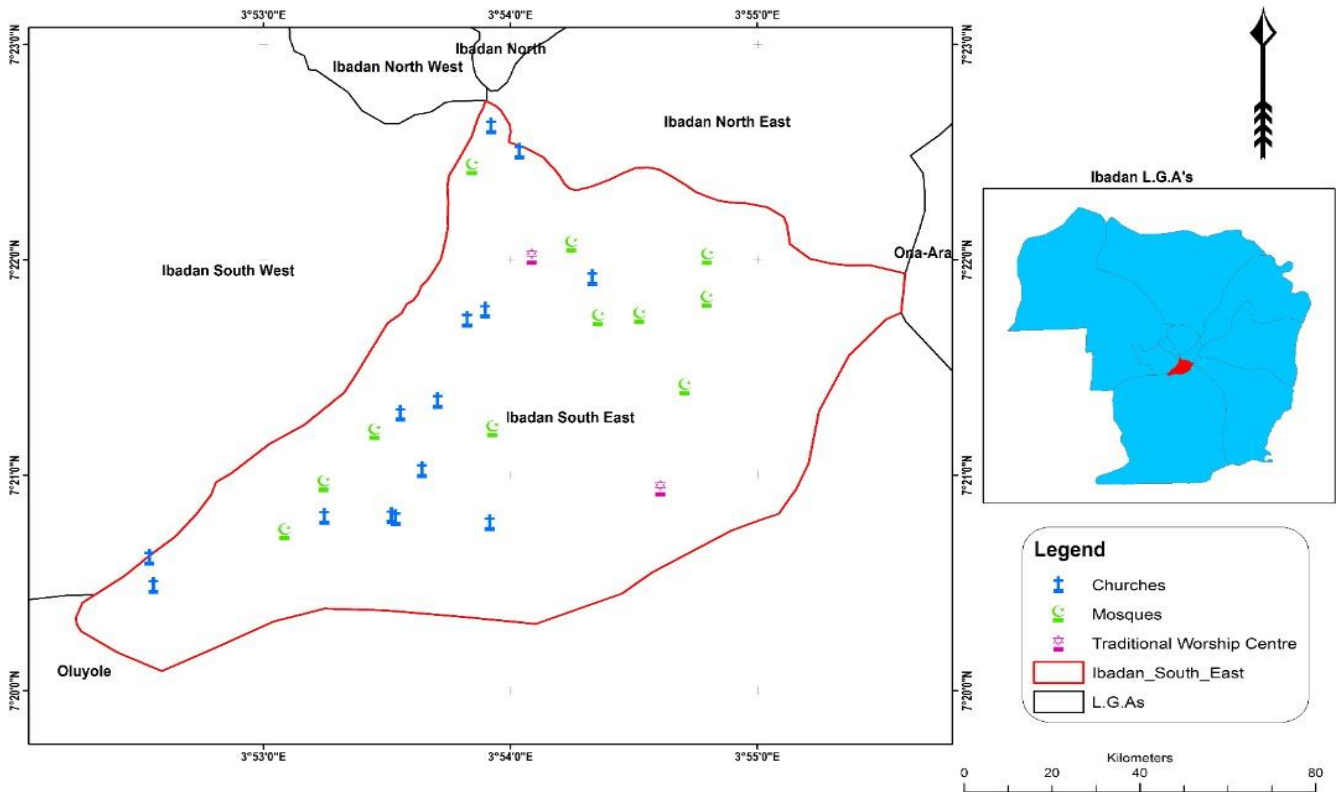 3°53'0"E
3°54'0"E
3°55'0"E
7°23'0"N
7°23'0"N
Ibadan North
Ibadan North West
Ibadan North East
Ibadan L.G.A's
Ona-Ara
7°22'0"N
7°22'0"N
Ibadan South West
Ibadan South East
7°21'0"N
7°21'0"N
Legend
Churches
Mosques
Traditional Worship Centre
Ibadan_South_East
L.G.As
Oluyole
7°20'0"N
7°20'0"N
3°53'0"E
3°54'0"E
3°55'0"E
Kilometers
0 20 40 60 80